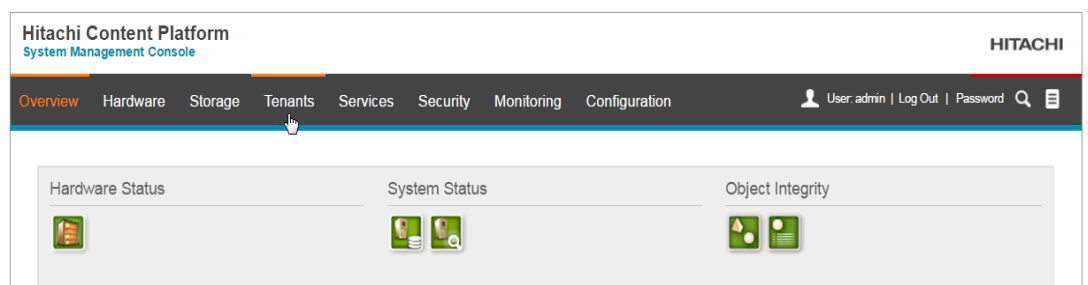 Hitachi Content Platform
System Management Console
HITACHI
Overview Hardware Storage Tenants Services Security Monitoring Configuration User: admin | Log Out | Password
Hardware Status System Status Object Integrity